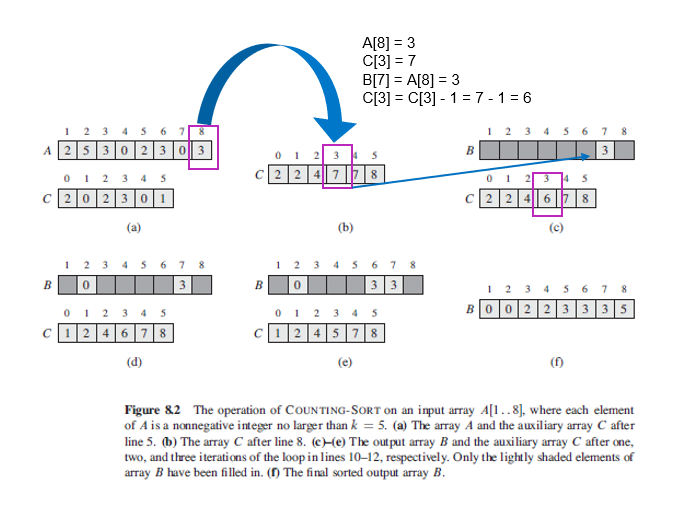 A[8] = 3
C[3] = 7
B[7] = A[8] = 3
C[3] = C[3] - 1 = 7 - 1 = 6
1 2 3 4 5 6 7 8
A 2 5 3 0 2 3 0 3
0 1 2 3 4 5
C 2 0 2 3 0 1
(a)
0 1 2 3 4 5
C 2 2 4 7 7 8
(b)
1 2 3 4 5 6 7 8
B 3
0 1 2 3 4 5
C 2 2 4 6 7 8
(c)
1 2 3 4 5 6 7 8
B 0 3
0 1 2 3 4 5
C 1 2 4 6 7 8
(d)
1 2 3 4 5 6 7 8
B 0 3 3
0 1 2 3 4 5
C 1 2 4 5 7 8
(e)
1 2 3 4 5 6 7 8
B 0 0 2 2 3 3 3 5
(f)
Figure 8.2 The operation of COUNTING-SORT on an input array A[1..8], where each element
of A is a nonnegative integer no larger than k = 5. (a) The array A and the auxiliary array C after
line 5. (b) The array C after line 8. (c)–(e) The output array B and the auxiliary array C after one,
two, and three iterations of the loop in lines 10–12, respectively. Only the lightly shaded elements of
array B have been filled in. (f) The final sorted output array B.